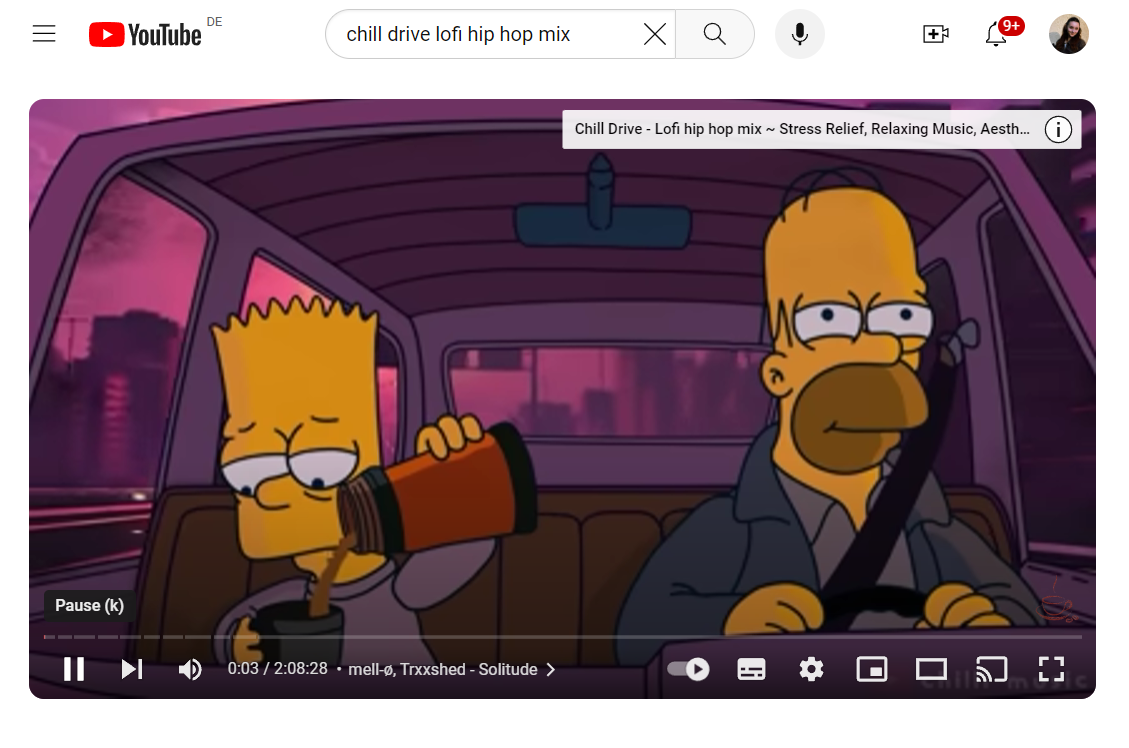 YouTube DE
chill drive lofi hip hop mix
9+
Chill Drive - Lofi hip hop mix ~ Stress Relief, Relaxing Music, Aesth...
Pause (k)
0:03 / 2:08:28 • mell-ø, Trxxshed - Solitude